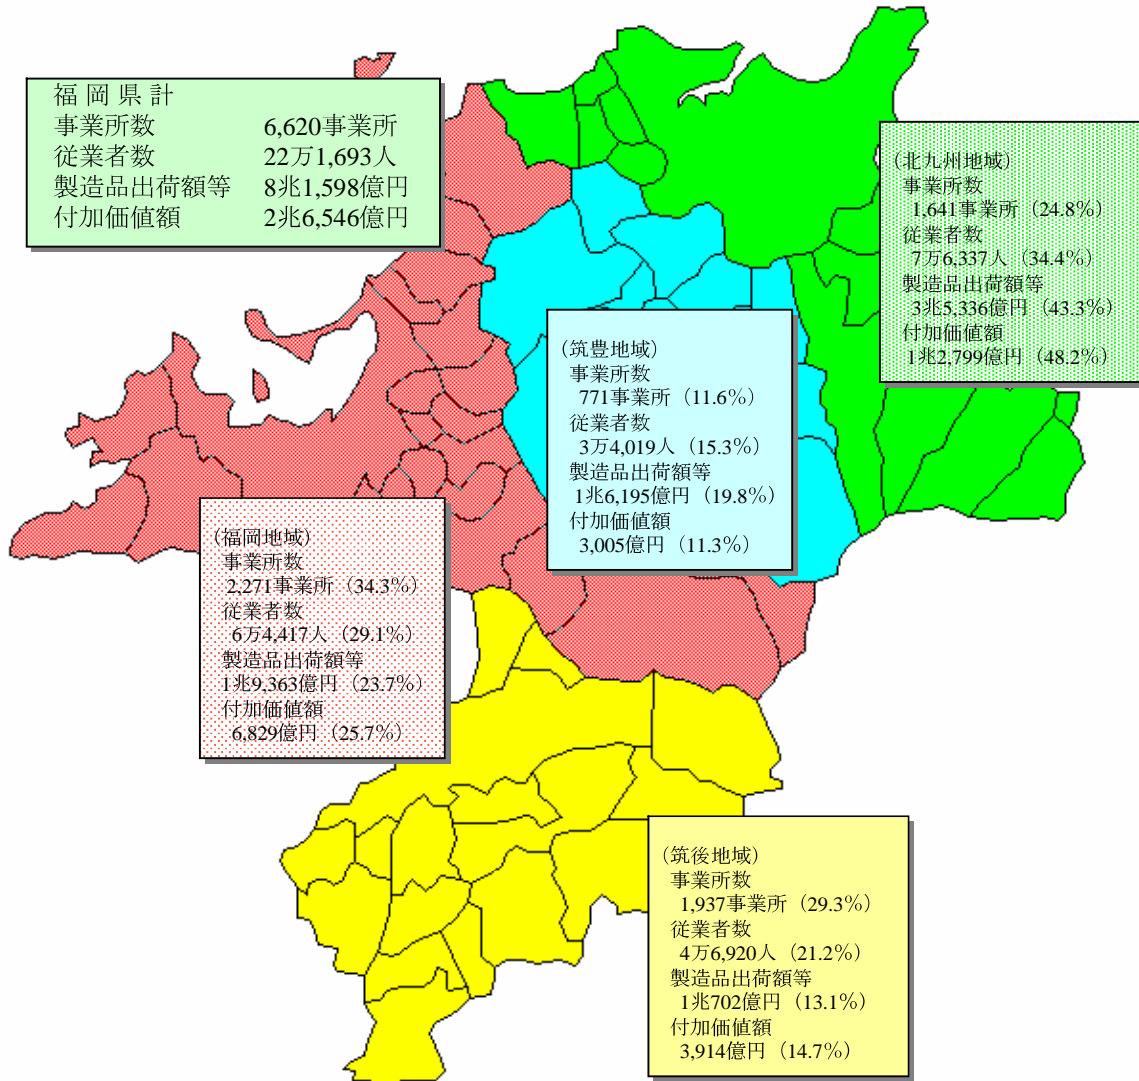 福岡県計
事業所数 6,620事業所
従業者数 22万1,693人
製造品出荷額等 8兆1,598億円
付加価値額 2兆6,546億円
（北九州地域）
事業所数
1,641事業所（24.8％）
従業者数
7万6,337人（34.4％）
製造品出荷額等
3兆5,336億円（43.3％）
付加価値額
1兆2,799億円（48.2％）
（筑豊地域）
事業所数
771事業所（11.6％）
従業者数
3万4,019人（15.3％）
製造品出荷額等
1兆6,195億円（19.8％）
付加価値額
3,005億円（11.3％）
（福岡地域）
事業所数
2,271事業所（34.3％）
従業者数
6万4,417人（29.1％）
製造品出荷額等
1兆9,363億円（23.7％）
付加価値額
6,829億円（25.7％）
（筑後地域）
事業所数
1,937事業所（29.3％）
従業者数
4万6,920人（21.2％）
製造品出荷額等
1兆702億円（13.1％）
付加価値額
3,914億円（14.7％）